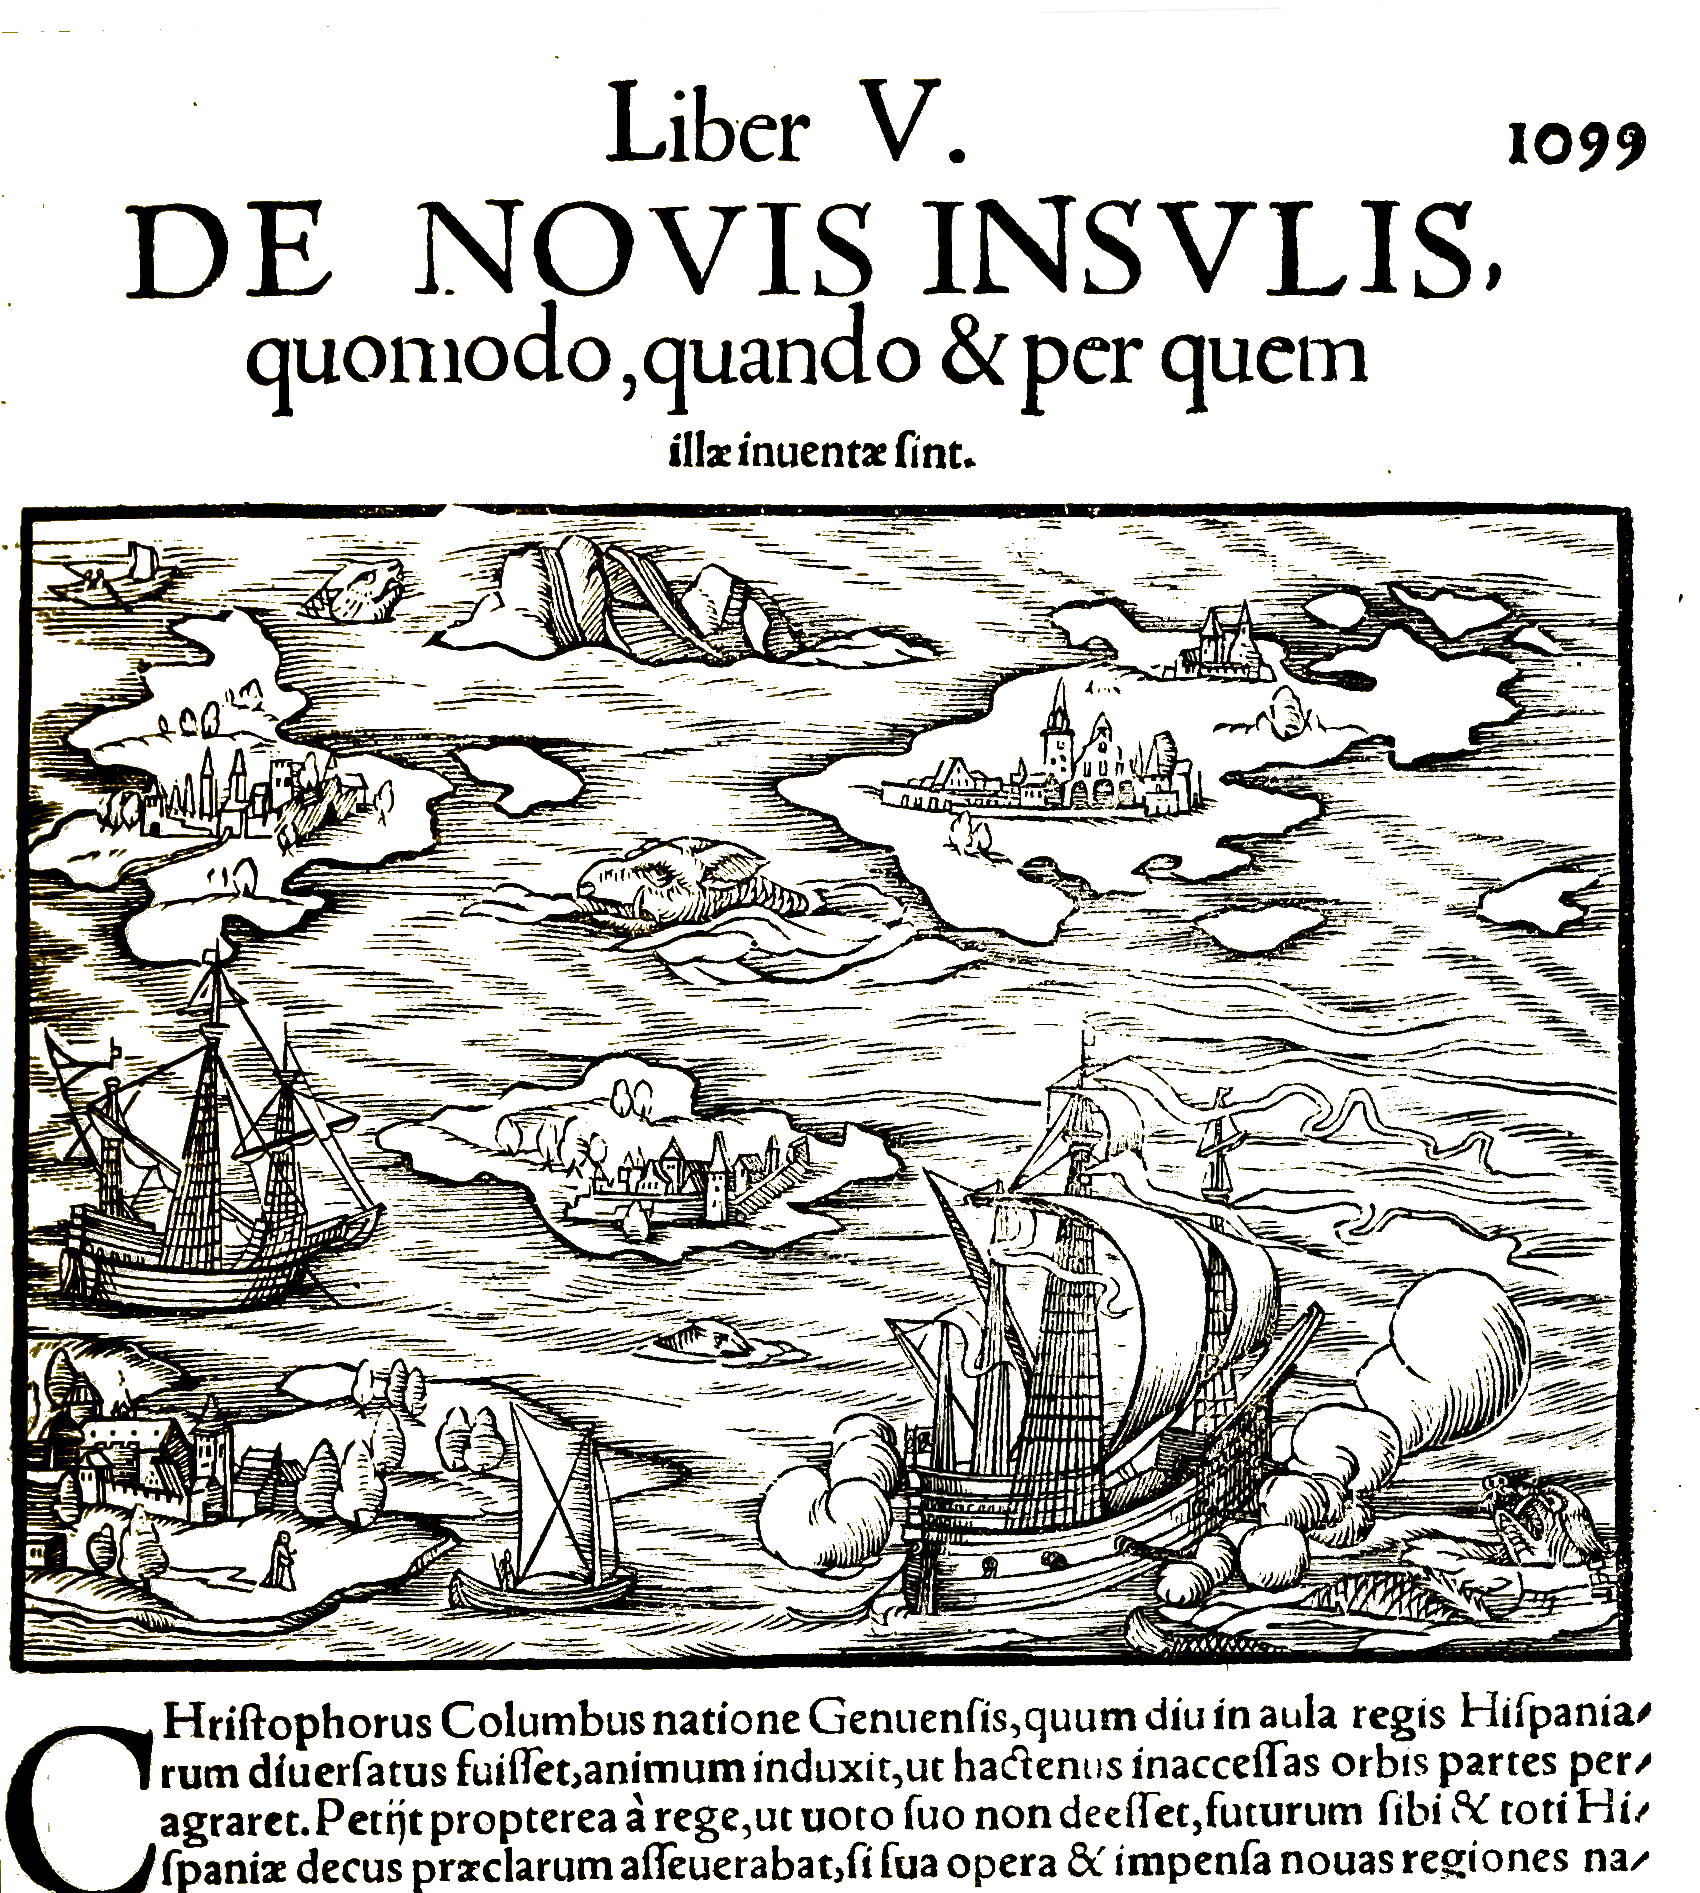 Liber V.
1099
DE NOVIS INSVLIS,
quomodo, quando & per quem
illæ inuentæ ſint.
CHriſtophorus Columbus natione Genuenſis, quum diu in aula regis Hiſpania⸗
rum diuerſatus fuiſſet, animum induxit, ut hactenus inacceſſas orbis partes per⸗
agraret. Petijt propterea à rege, ut uoto ſuo non deeſſet, futurum ſibi & toti Hi⸗
ſpaniæ decus præclarum aſſeuerabat, ſi ſua opera & impenſa nouas regiones na⸗